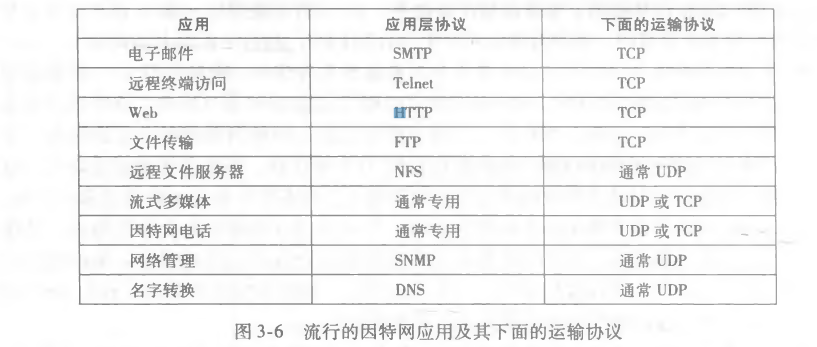 应用 应用层协议 下面的运输协议
电子邮件 SMTP TCP
远程终端访问 Telnet TCP
Web HTTP TCP
文件传输 FTP TCP
远程文件服务器 NFS 通常 UDP
流式多媒体 通常专用 UDP 或 TCP
因特网电话 通常专用 UDP 或 TCP
网络管理 SNMP 通常 UDP
名字转换 DNS 通常 UDP
图 3-6 流行的因特网应用及其下面的运输协议